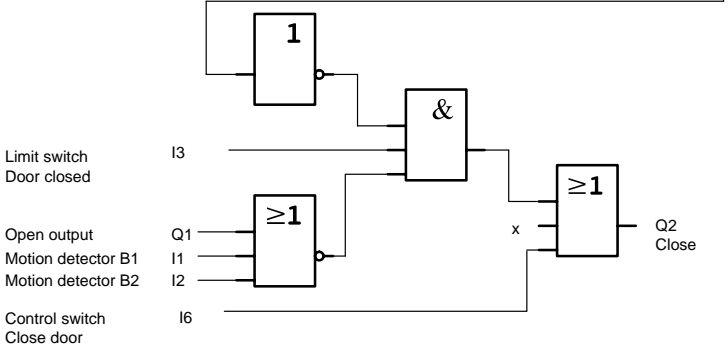 1
&
Limit switch I3
Door closed
≥1
≥1
Open output Q1
x
Q2
Close
Motion detector B1 I1
Motion detector B2 I2
Control switch I6
Close door